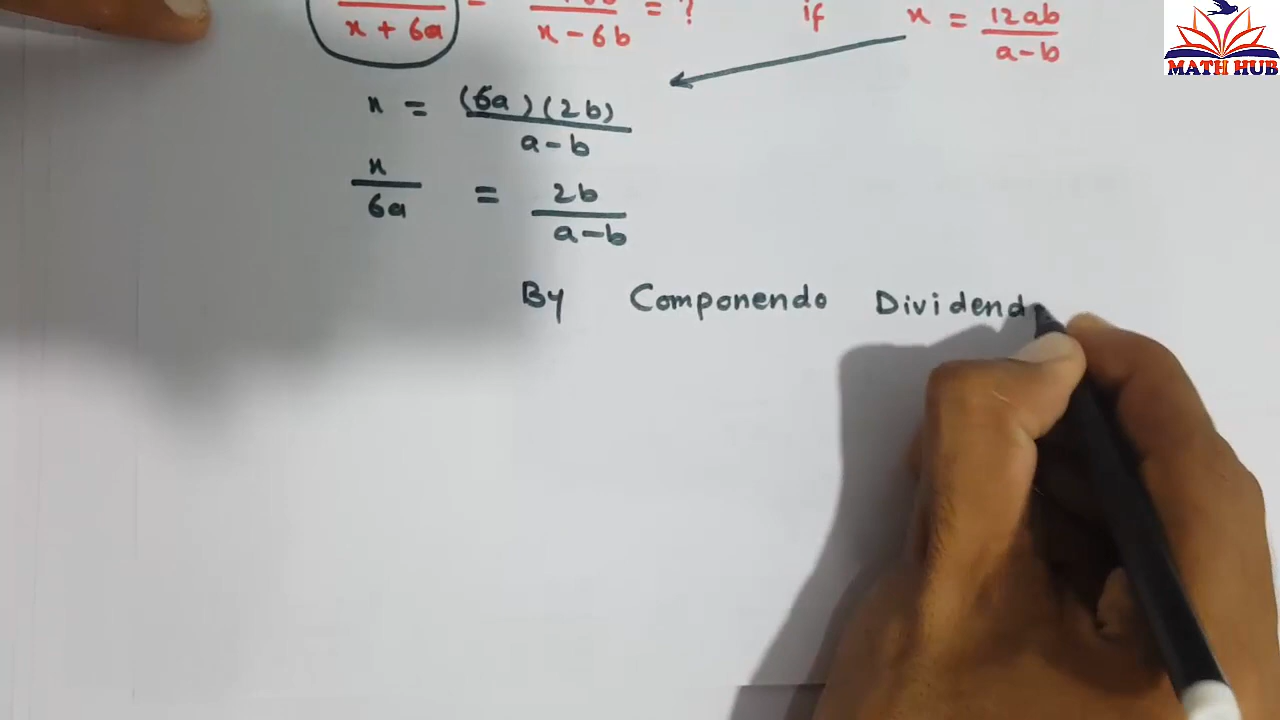 x + 6a - x - 6b = ? if x = 12ab / a - b
MATH HUB
x = (6a)(2b) / a - b
x / 6a = 2b / a - b
By Componendo Dividend